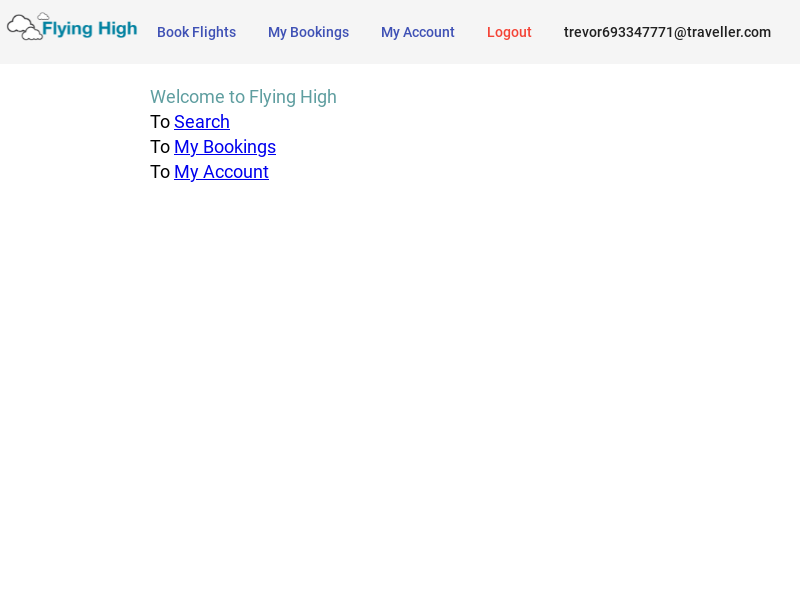 Flying High Book Flights My Bookings My Account Logout trevor693347771@traveller.com
Welcome to Flying High
To Search
To My Bookings
To My Account